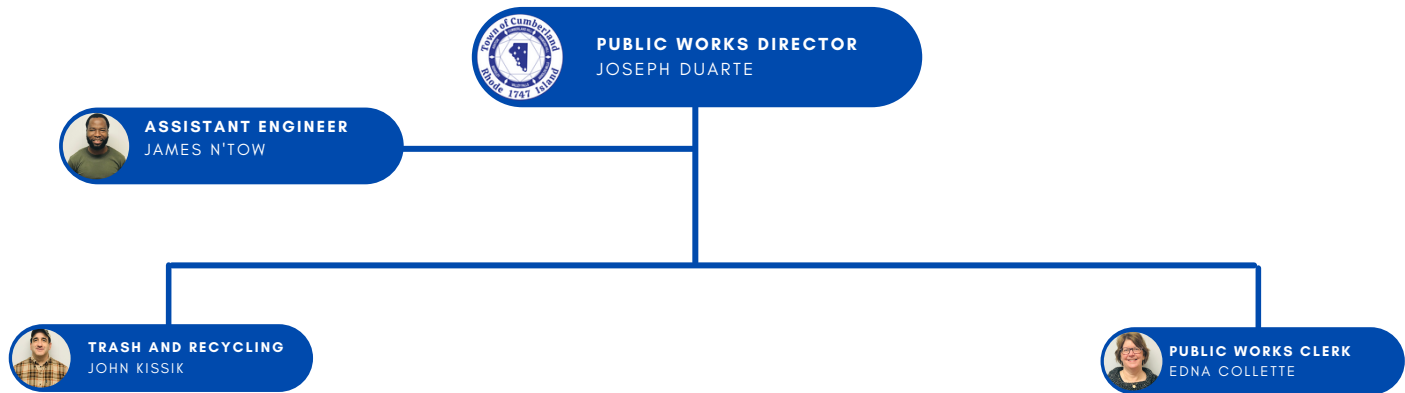 Town of Cumberland
Rhode 1747 Island
PUBLIC WORKS DIRECTOR
JOSEPH DUARTE
ASSISTANT ENGINEER
JAMES N'TOW
TRASH AND RECYCLING
JOHN KISSIK
PUBLIC WORKS CLERK
EDNA COLLETTE